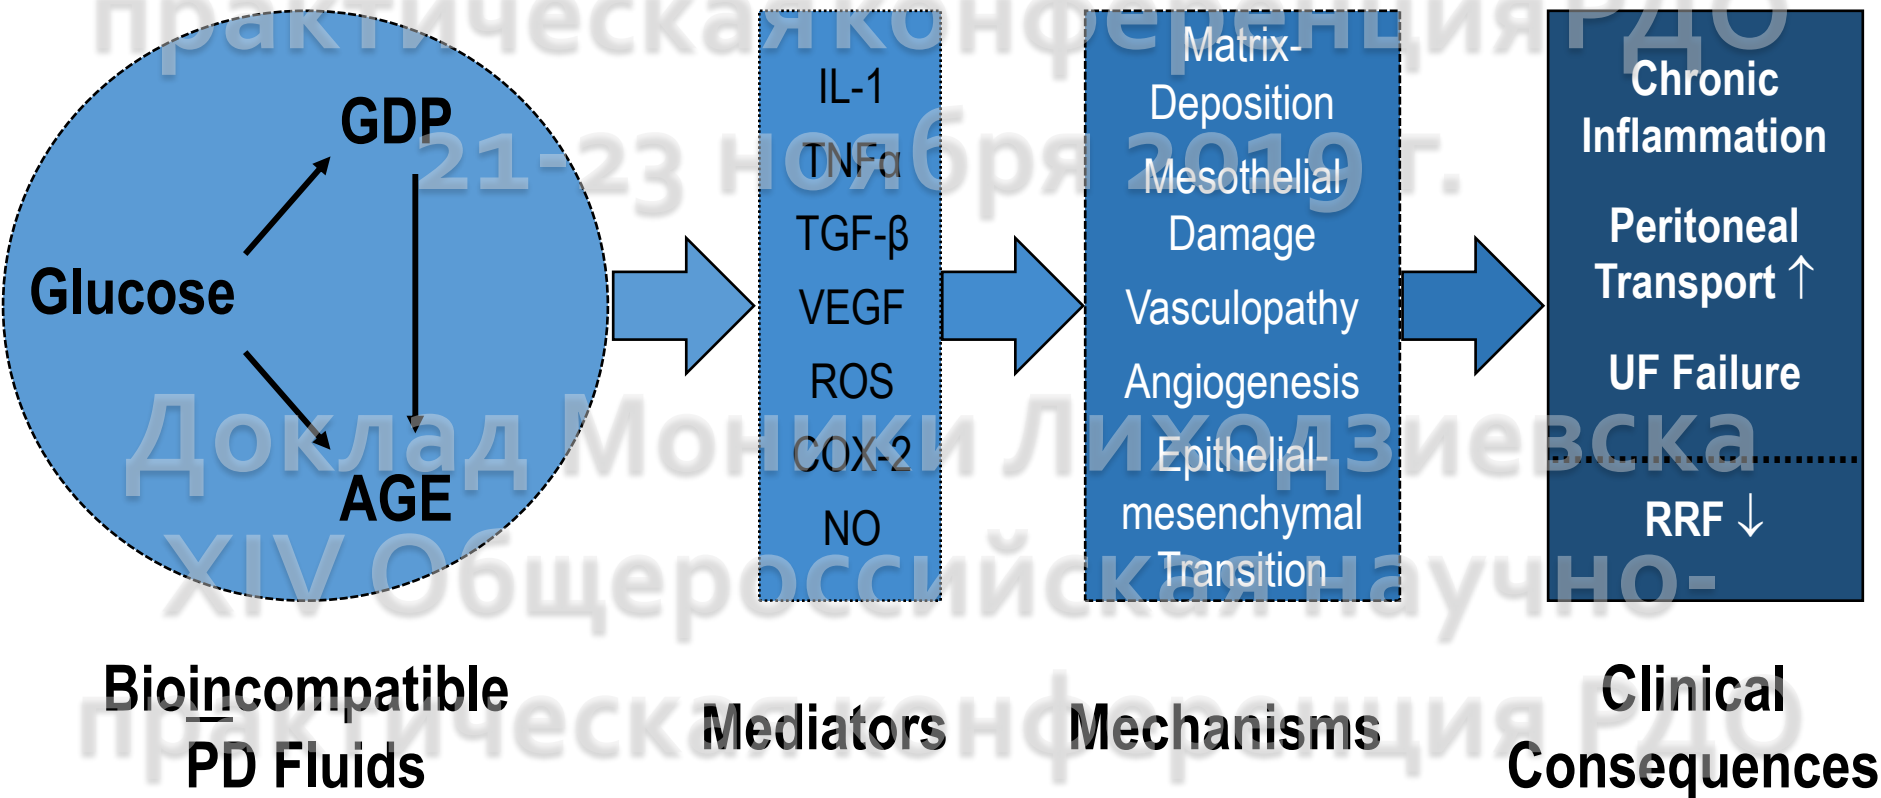 практическая конференция РДО
21-23 ноября 2019 г.
Доклад Моники Лиходзиевска
XIV Общероссийская научно-
практическая конференция РДО
GDP
Glucose
AGE
Bioincompatible
PD Fluids
IL-1
TNFα
TGF-β
VEGF
ROS
COX-2
NO
Mediators
Matrix-
Deposition
Mesothelial
Damage
Vasculopathy
Angiogenesis
Epithelial-
mesenchymal
Transition
Mechanisms
Chronic
Inflammation
Peritoneal
Transport ↑
UF Failure
RRF ↓
Clinical
Consequences